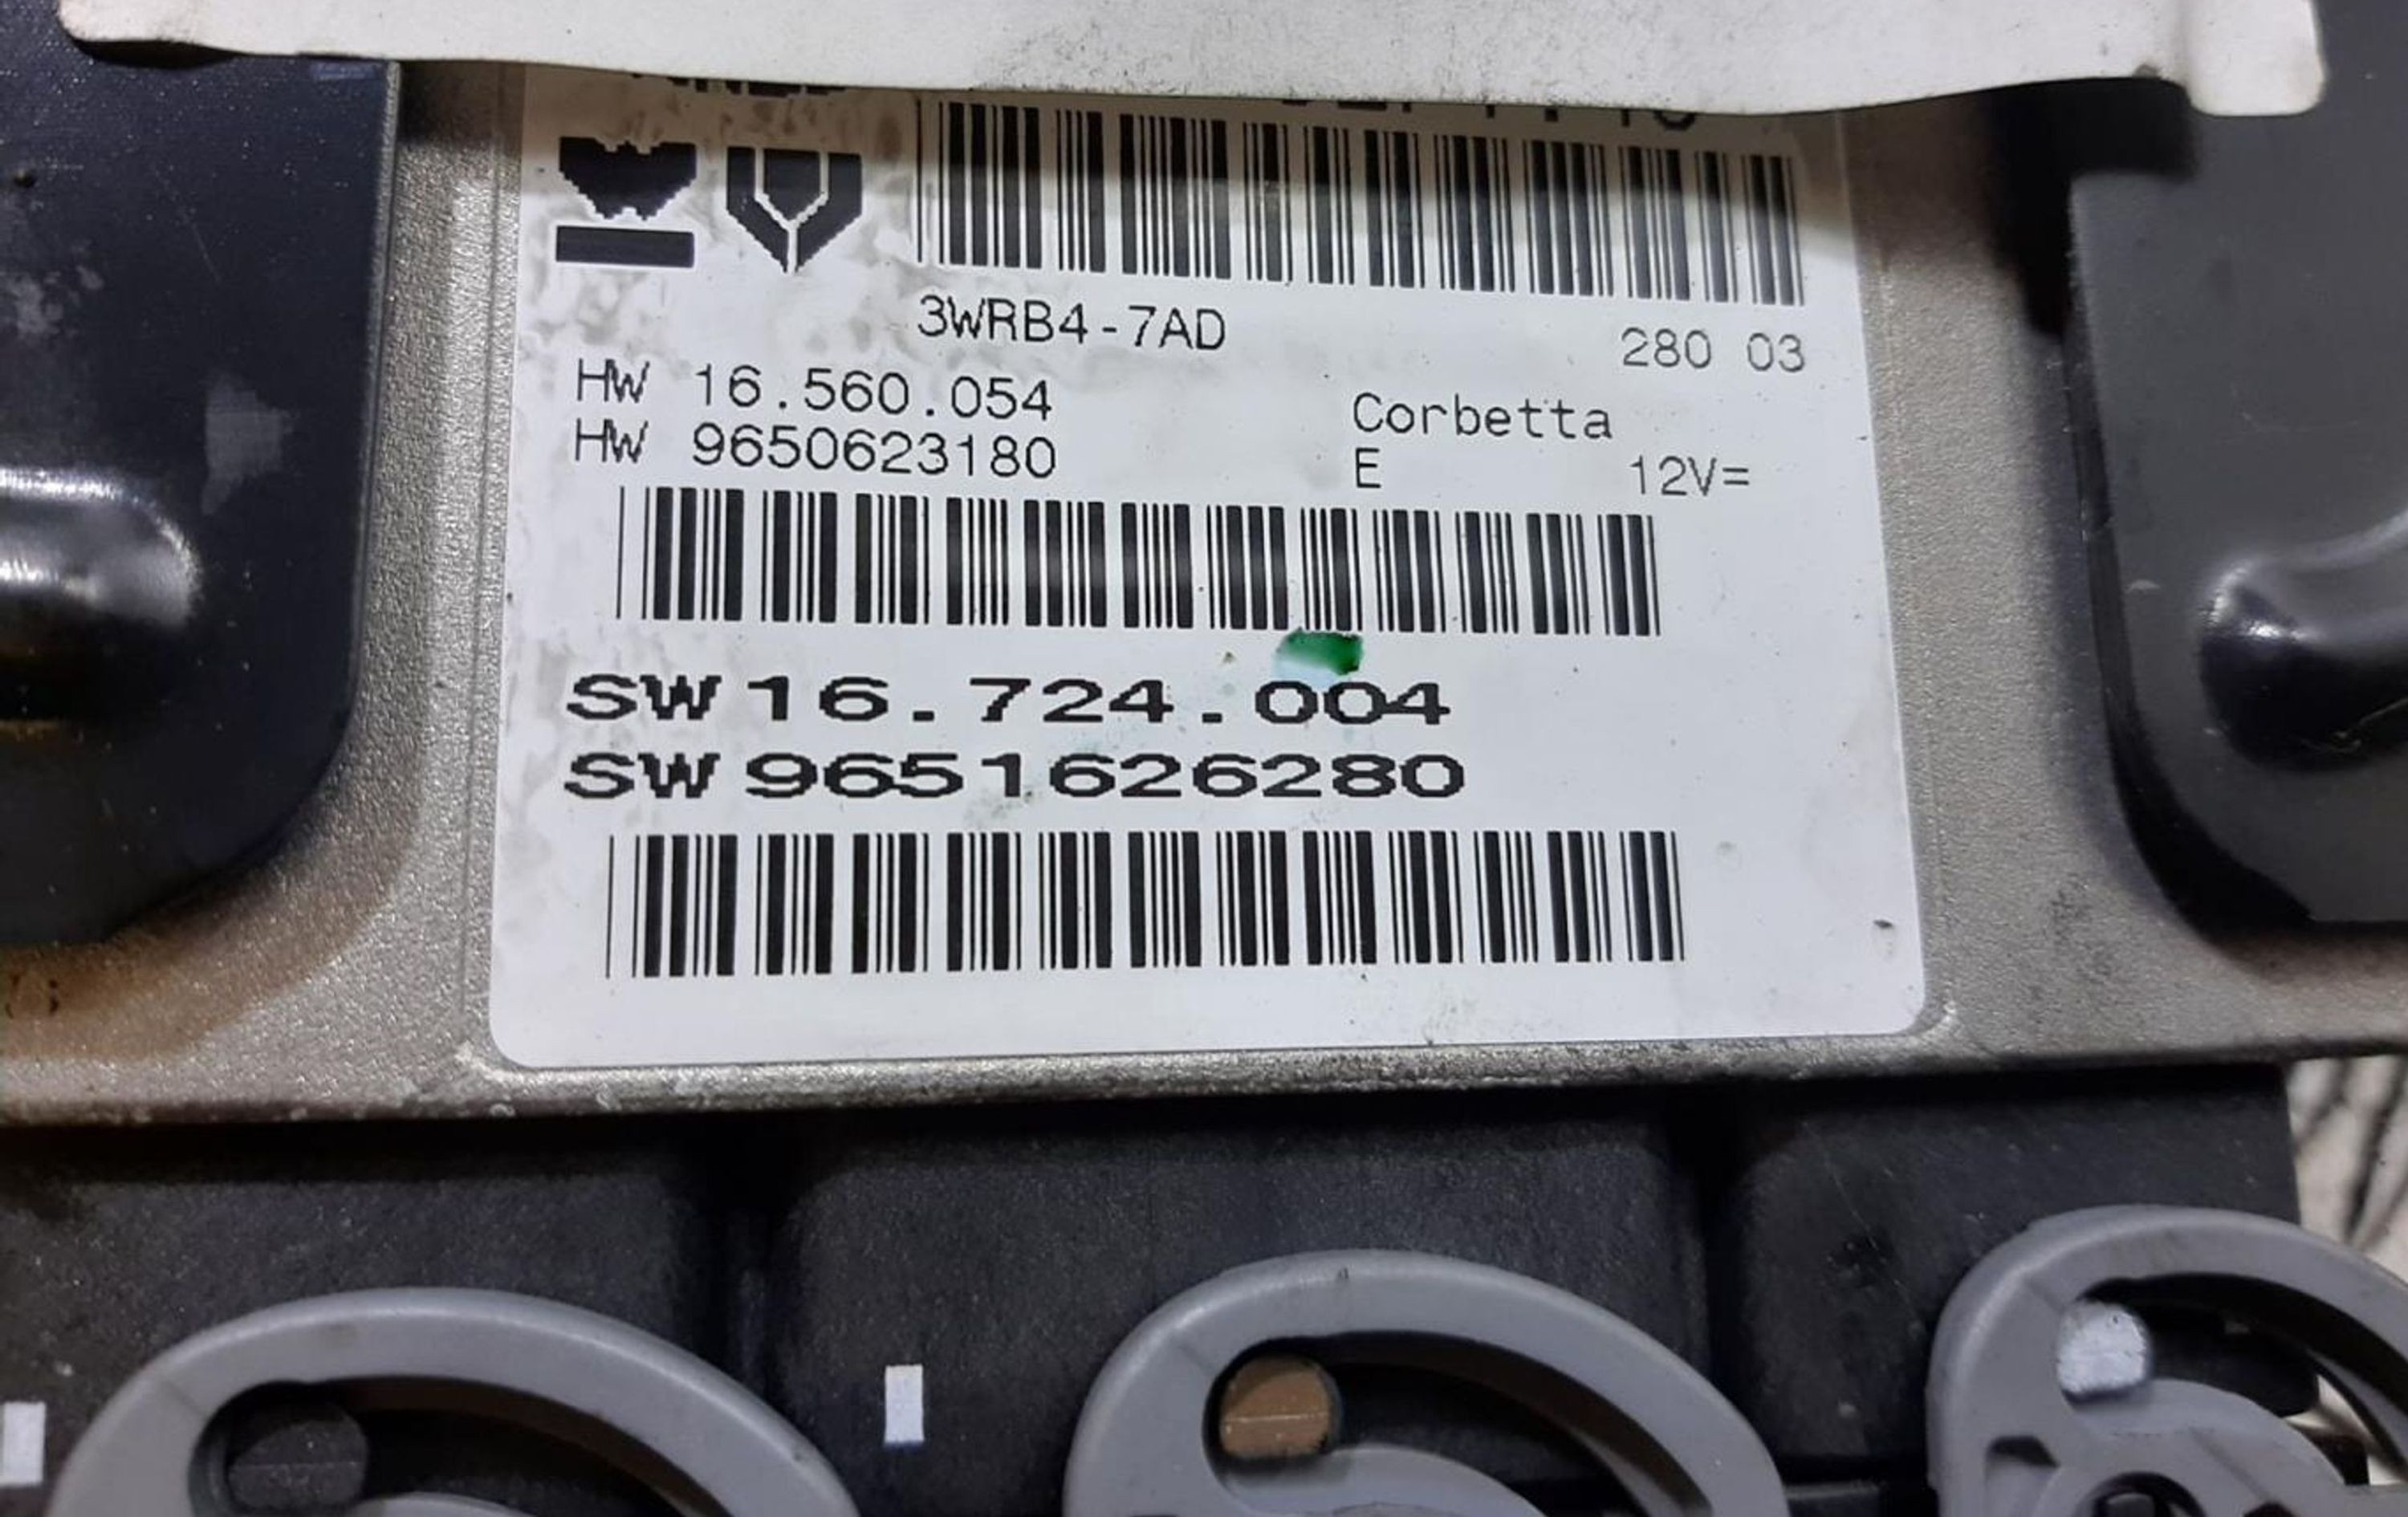 3WRB4-7AD
280 03
HW 16.560.054
Corbetta
HW 9650623180
E 12V=
SW 16.724.004
SW 9651626280